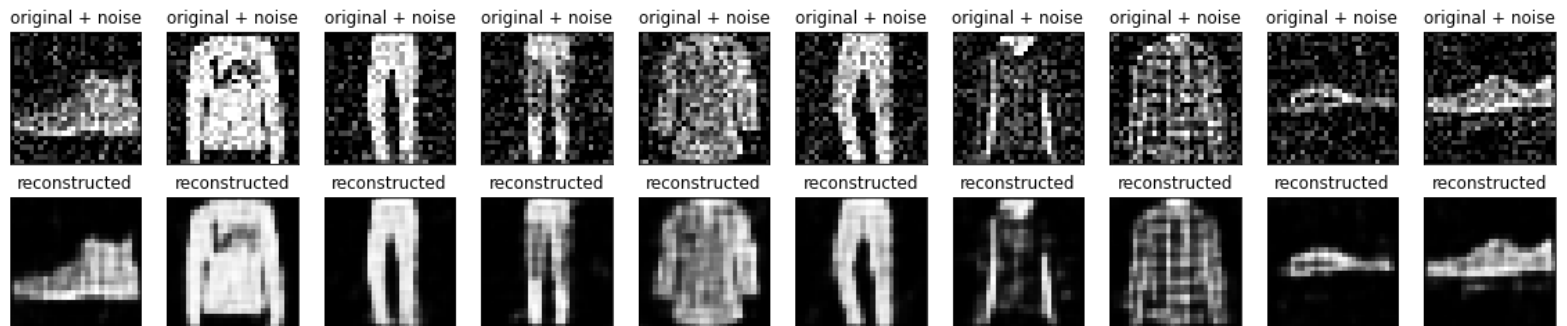 original + noise original + noise original + noise original + noise original + noise original + noise original + noise original + noise original + noise original + noise
reconstructed reconstructed reconstructed reconstructed reconstructed reconstructed reconstructed reconstructed reconstructed reconstructed